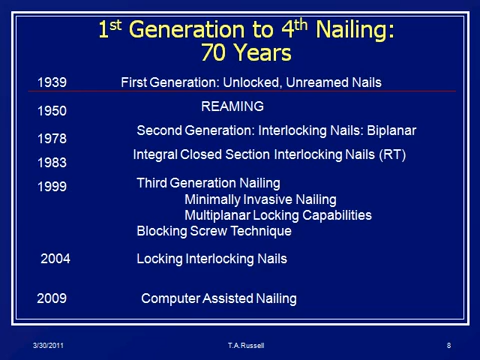 1st Generation to 4th Nailing:
70 Years
1939 First Generation: Unlocked, Unreamed Nails
1950 REAMING
1978 Second Generation: Interlocking Nails: Biplanar
1983 Integral Closed Section Interlocking Nails (RT)
1999 Third Generation Nailing
Minimally Invasive Nailing
Multiplanar Locking Capabilities
Blocking Screw Technique
2004 Locking Interlocking Nails
2009 Computer Assisted Nailing
3/30/2011 T.A.Russell 8